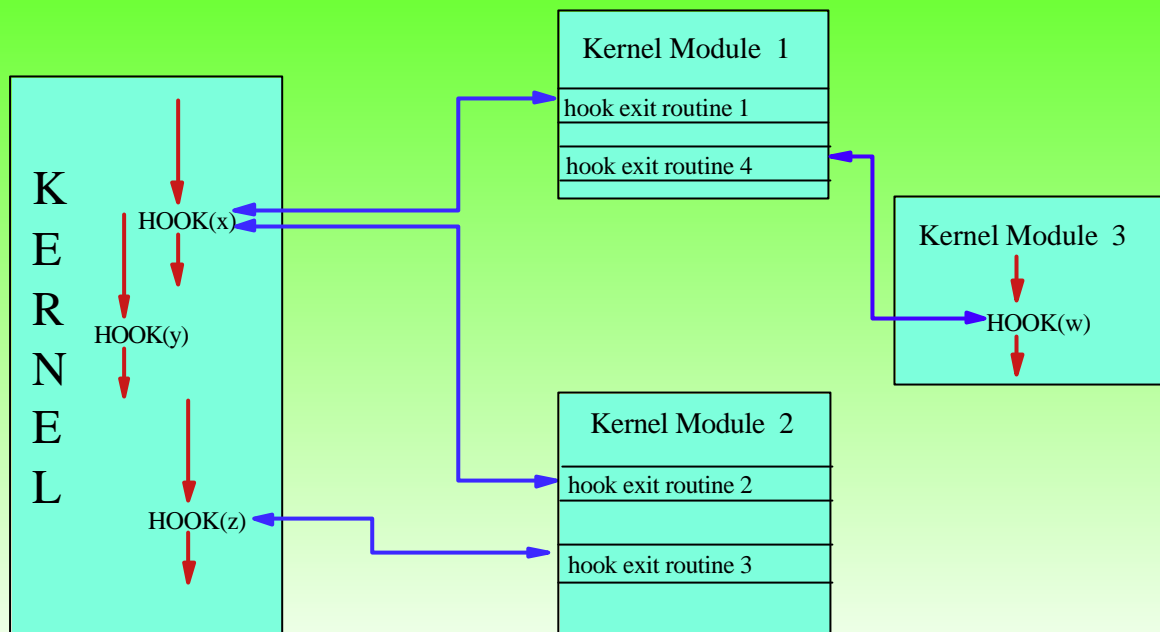 KERNEL
HOOK(x)
HOOK(y)
HOOK(z)
Kernel Module 1
hook exit routine 1
hook exit routine 4
Kernel Module 3
HOOK(w)
Kernel Module 2
hook exit routine 2
hook exit routine 3